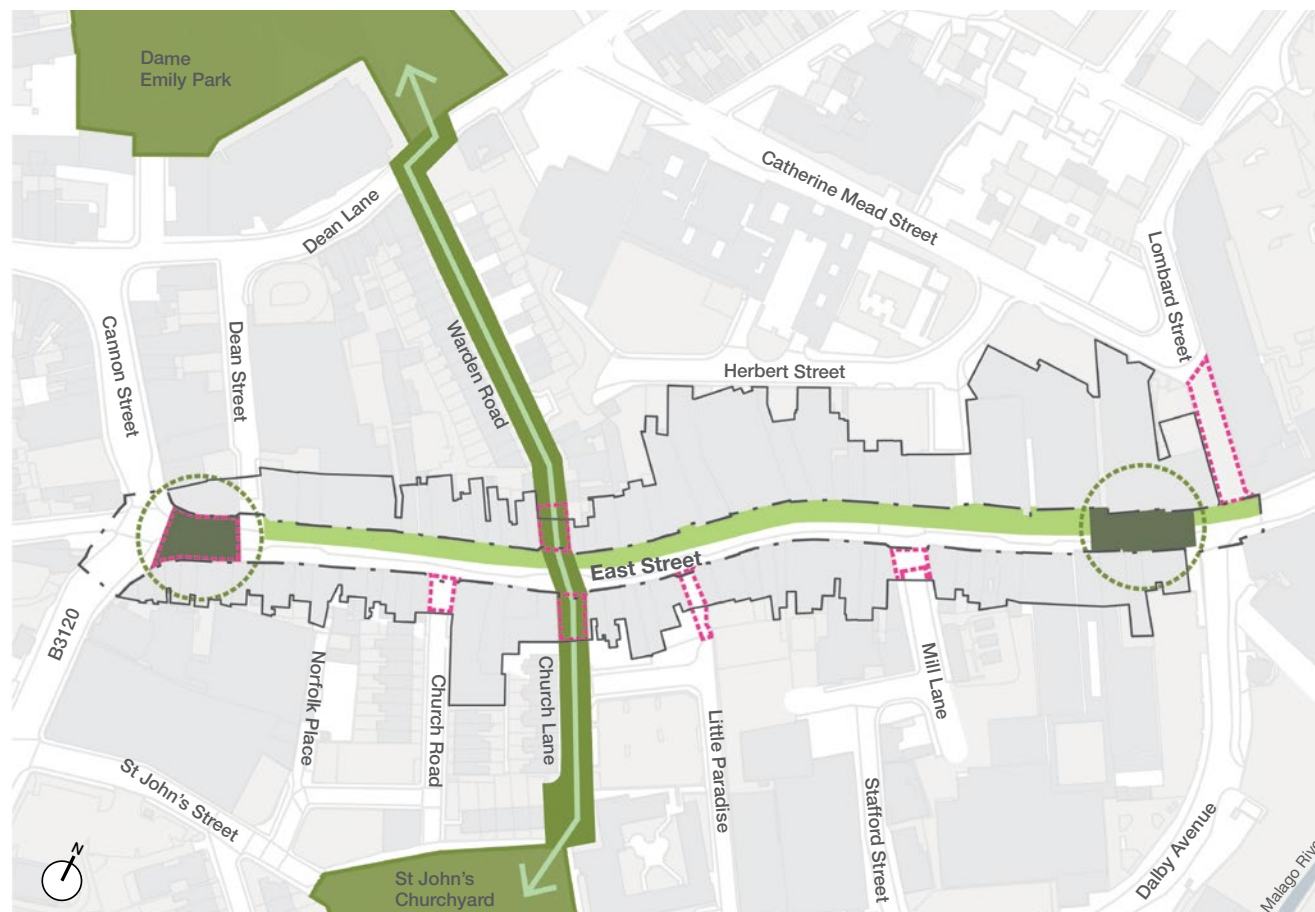 Dame
Emily Park
Catherine Mead Street
Dean Lane
Lombard Street
Cannon Street
Dean Street
Warden Road
Herbert Street
East Street
B3120
Norfolk Place
Church Road
Church Lane
Little Paradise
Mill Lane
Stafford Street
St John's Street
Dalby Avenue
N
St John's
Churchyard
Malago Rive